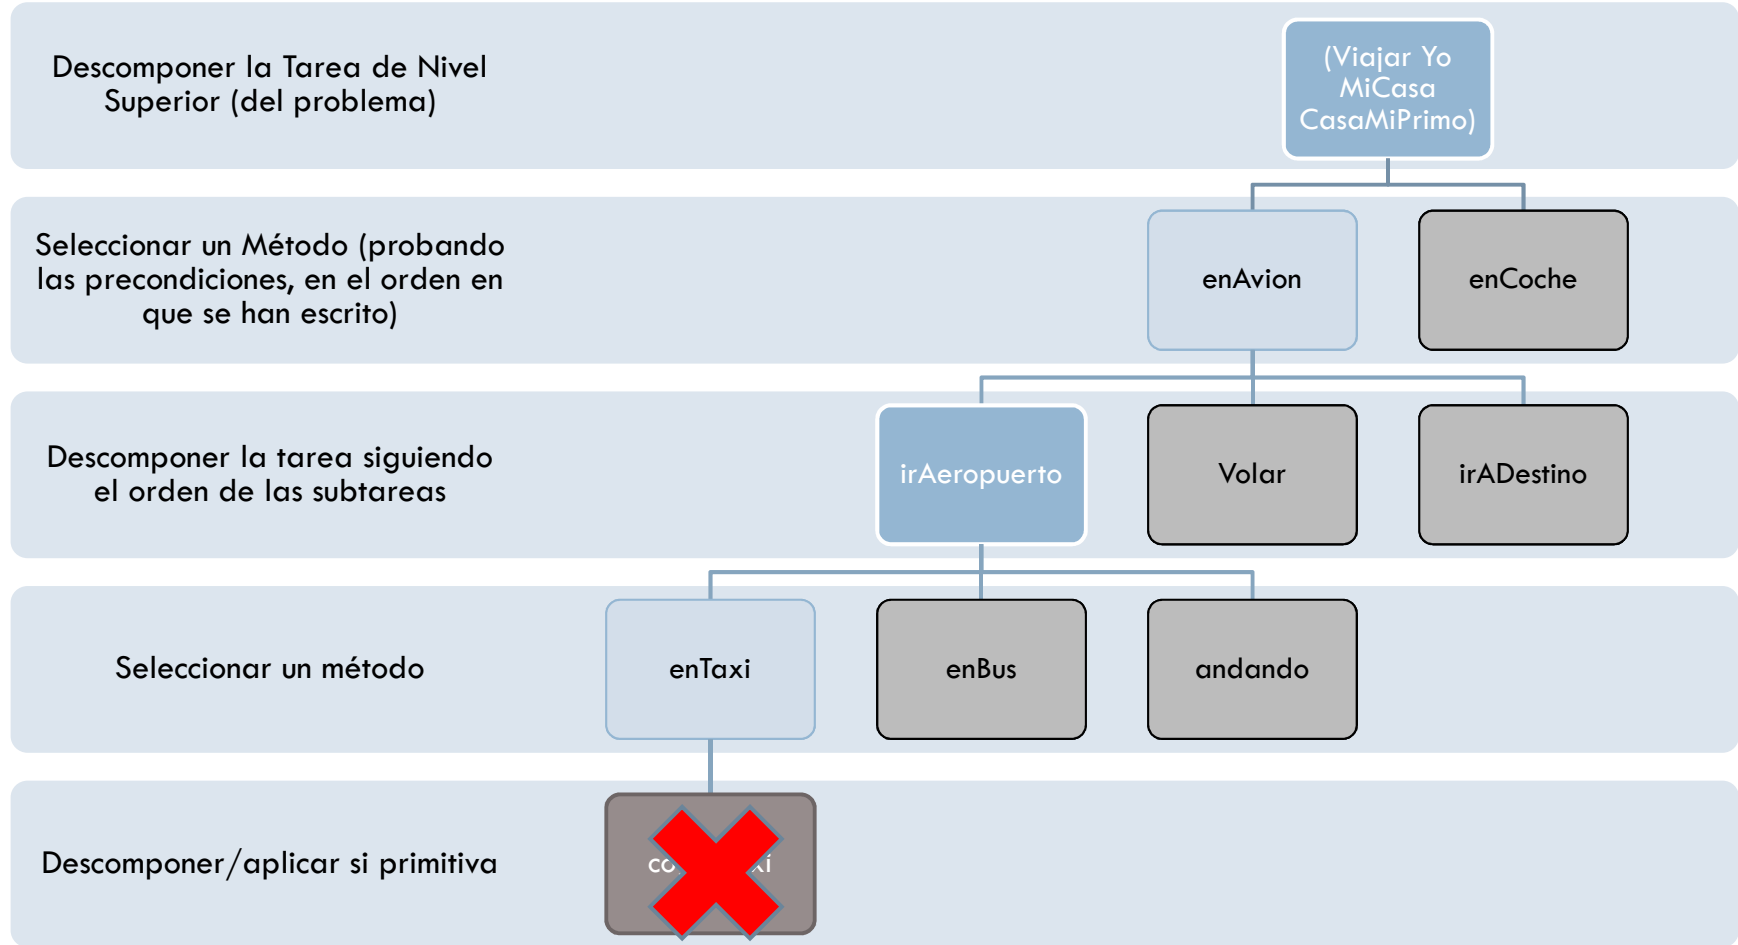 Descomponer la Tarea de Nivel
Superior (del problema)
(Viajar Yo
MiCasa
CasaMiPrimo)
Seleccionar un Método (probando
las precondiciones, en el orden en
que se han escrito)
enAvion
enCoche
Descomponer la tarea siguiendo
el orden de las subtareas
irAeropuerto
Volar
irADestino
Seleccionar un método
enTaxi
enBus
andando
Descomponer/aplicar si primitiva